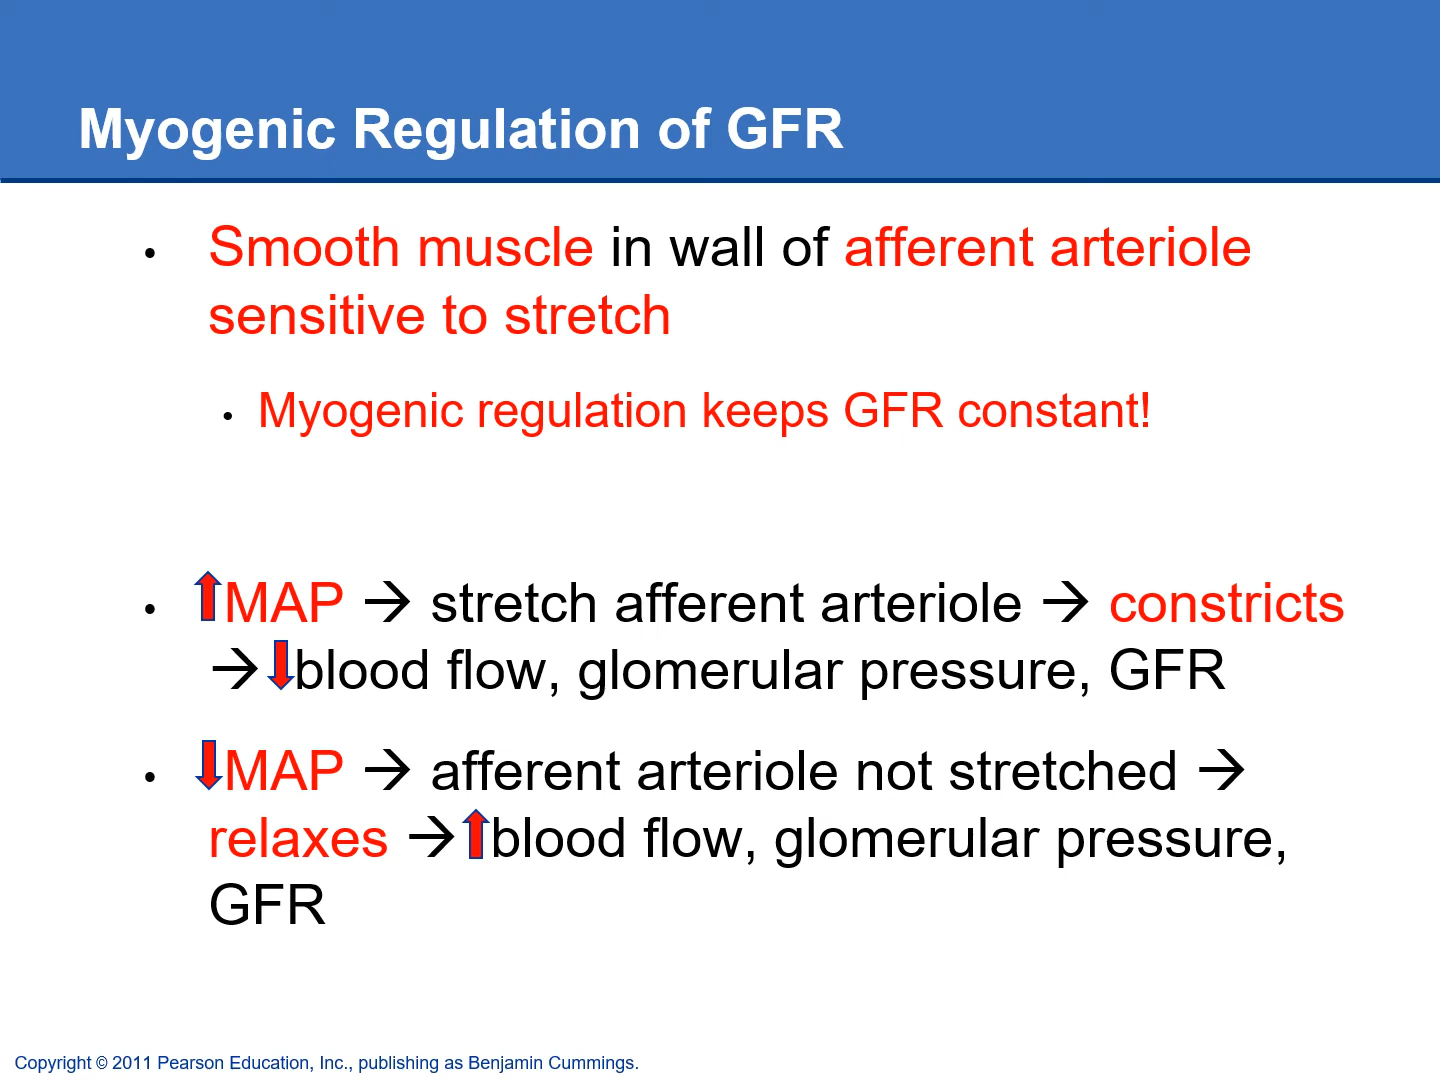 Myogenic Regulation of GFR
• Smooth muscle in wall of afferent arteriole
sensitive to stretch
• Myogenic regulation keeps GFR constant!
• ⬆MAP → stretch afferent arteriole → constricts
→⬇blood flow, glomerular pressure, GFR
• ⬇MAP → afferent arteriole not stretched →
relaxes →⬆blood flow, glomerular pressure,
GFR
Copyright © 2011 Pearson Education, Inc., publishing as Benjamin Cummings.